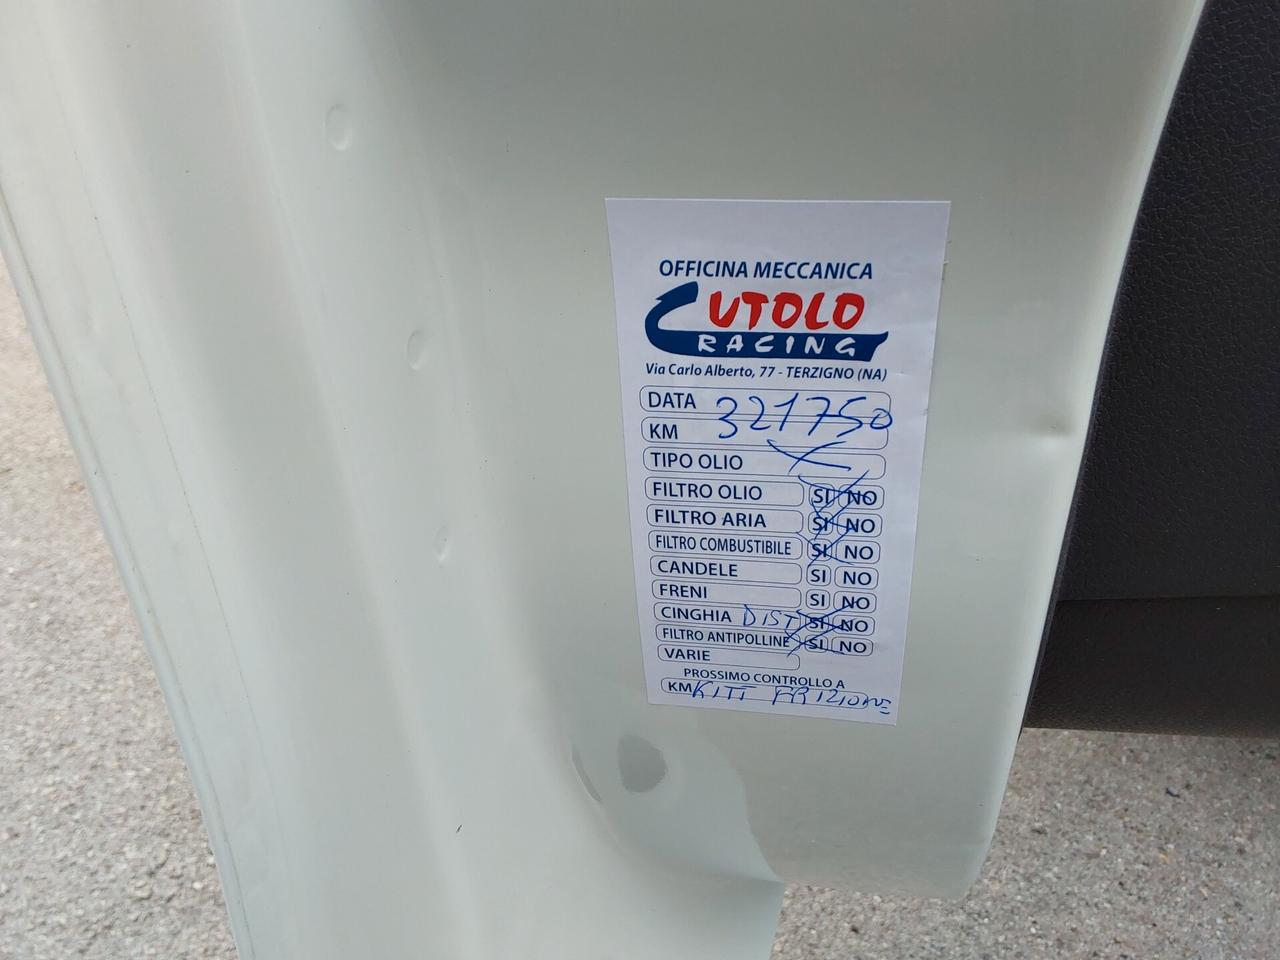 OFFICINA MECCANICA
CUTOLO
RACING
Via Carlo Alberto, 77 - TERZIGNO (NA)
DATA
KM 321750
TIPO OLIO
FILTRO OLIO SI NO
FILTRO ARIA SI NO
FILTRO COMBUSTIBILE SI NO
CANDELE SI NO
FRENI SI NO
CINGHIA DIST SI NO
FILTRO ANTIPOLLINE SI NO
VARIE
PROSSIMO CONTROLLO A
KM KITT FRIZIONE